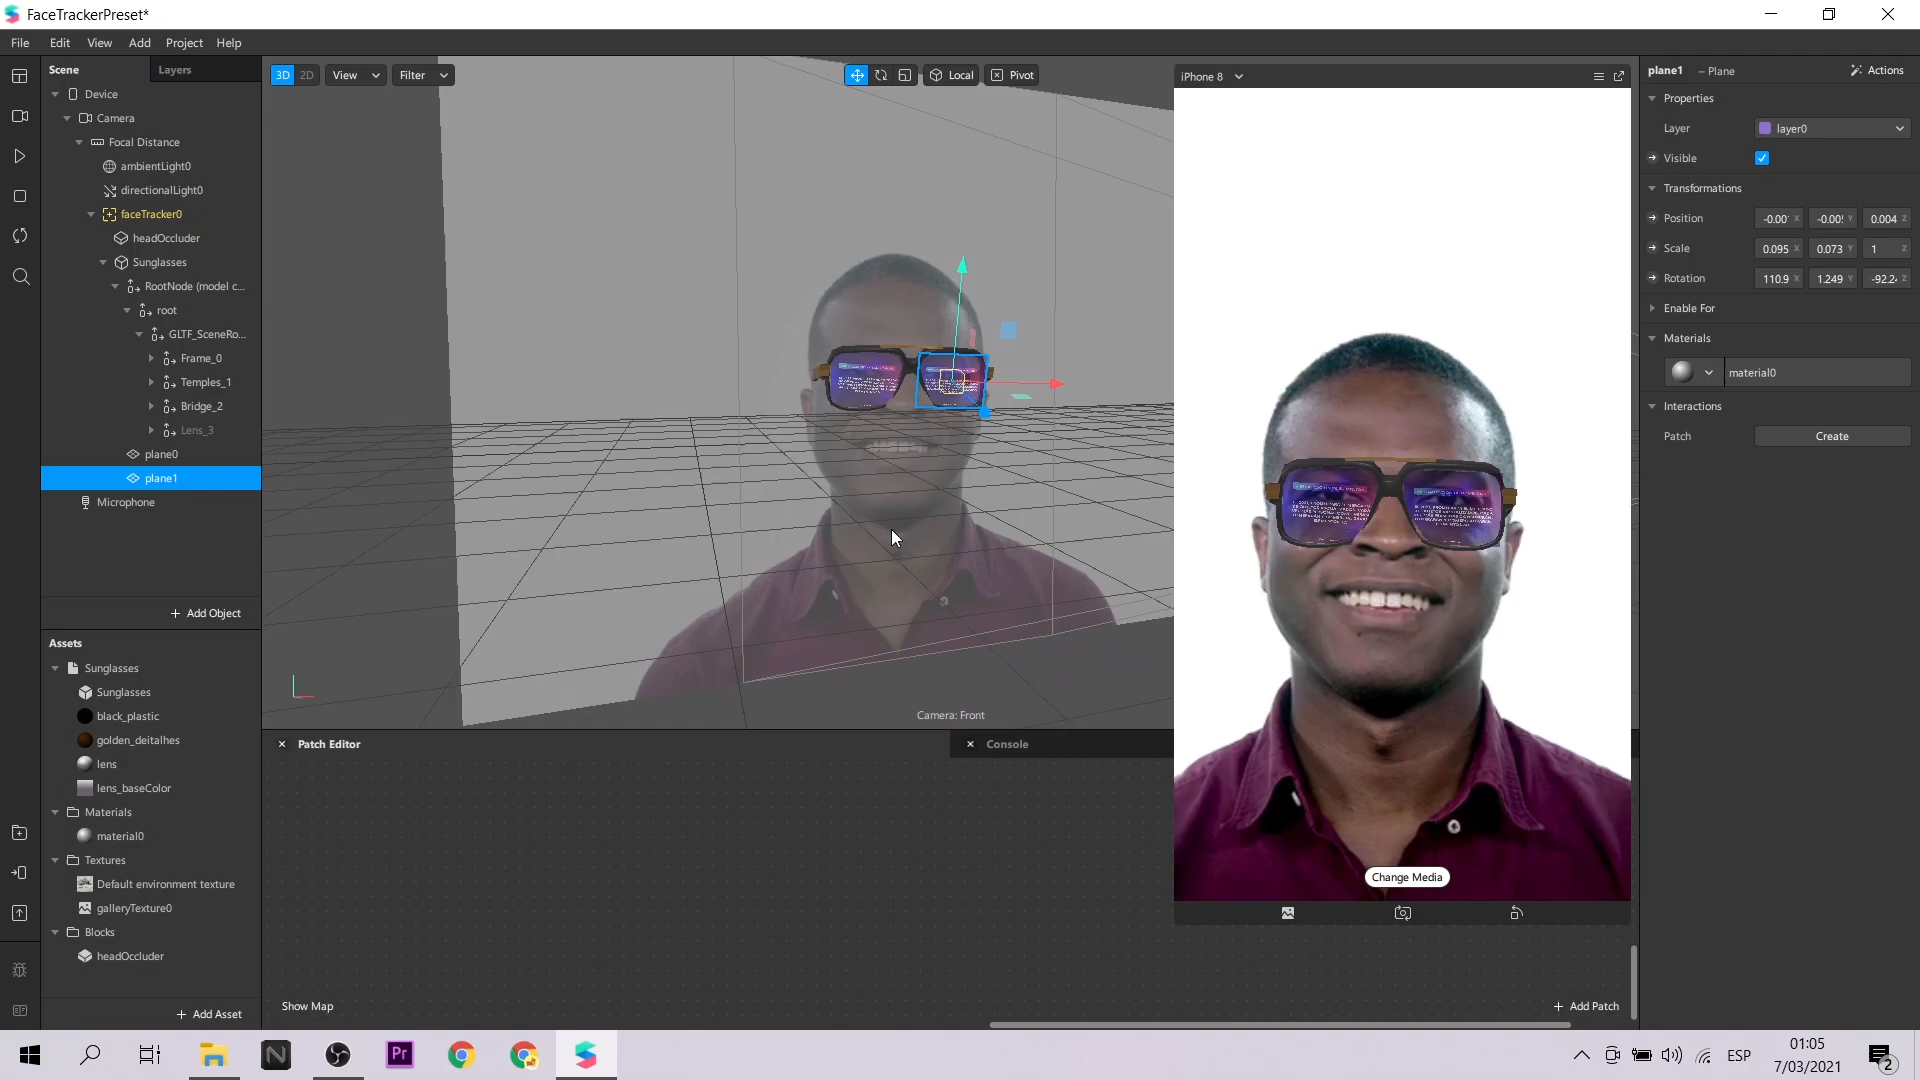 FaceTrackerPreset*
File Edit View Add Project Help
Scene Layers
Device
Camera
Focal Distance
ambientLight0
directionalLight0
faceTracker0
headOccluder
Sunglasses
RootNode (model c...
root
GLTF_SceneRo...
Frame_0
Temples_1
Bridge_2
Lens_3
plane0
plane1
Microphone
+ Add Object
Assets
Sunglasses
Sunglasses
black_plastic
golden_deitalhes
lens
lens_baseColor
Materials
material0
Textures
Default environment texture
galleryTexture0
Blocks
headOccluder
+ Add Asset
3D 2D View Filter Local Pivot
Camera: Front
Patch Editor
Console
Show Map
+ Add Patch
iPhone 8
Change Media
plane1 – Plane Actions
Properties
Layer layer0
Visible
Transformations
Position -0.00 X -0.00 Y 0.004 Z
Scale 0.095 X 0.073 Y 1 Z
Rotation 110.9 X 1.249 Y -92.2 Z
Enable For
Materials
material0
Interactions
Patch Create
N
Pr
ESP
01:05
7/03/2021
2